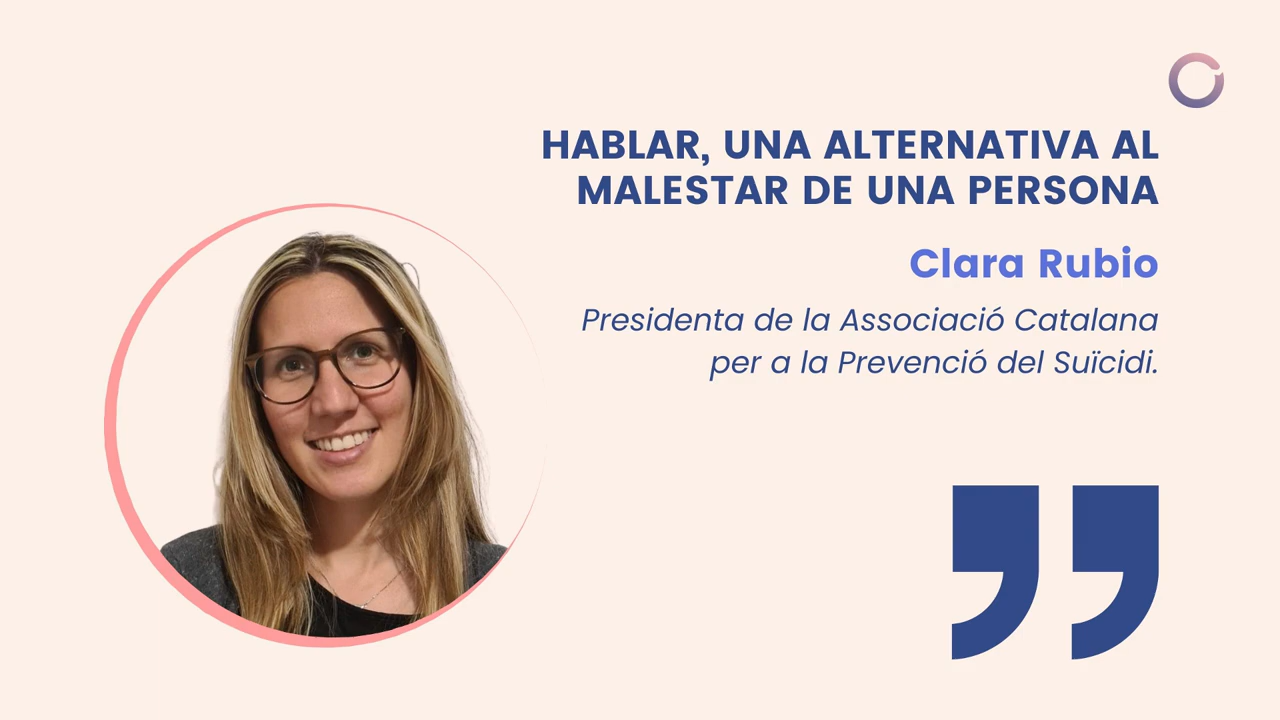 HABLAR, UNA ALTERNATIVA AL
MALESTAR DE UNA PERSONA
Clara Rubio
Presidenta de la Associació Catalana
per a la Prevenció del Suïcidi.